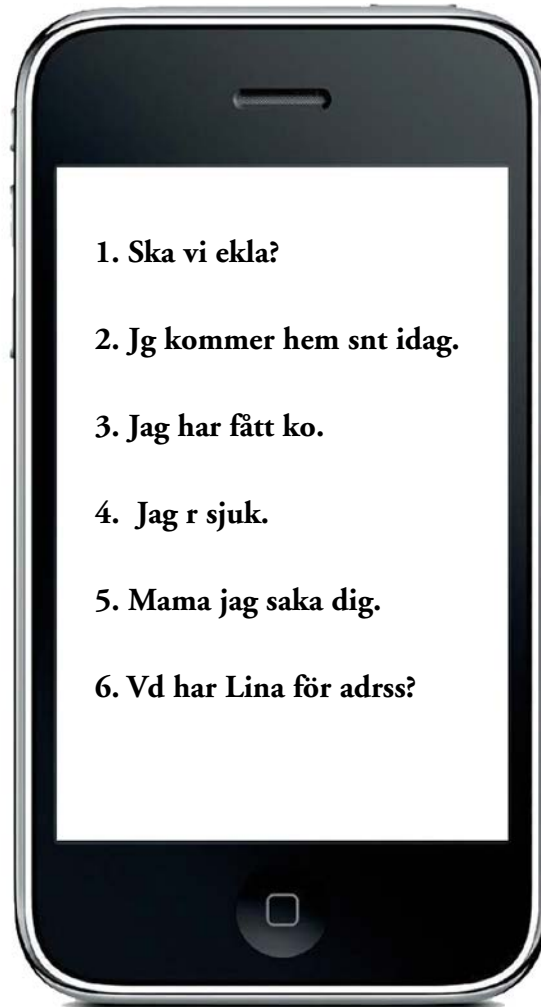 1. Ska vi ekla?
2. Jg kommer hem snt idag.
3. Jag har fått ko.
4. Jag r sjuk.
5. Mama jag saka dig.
6. Vd har Lina för adrss?